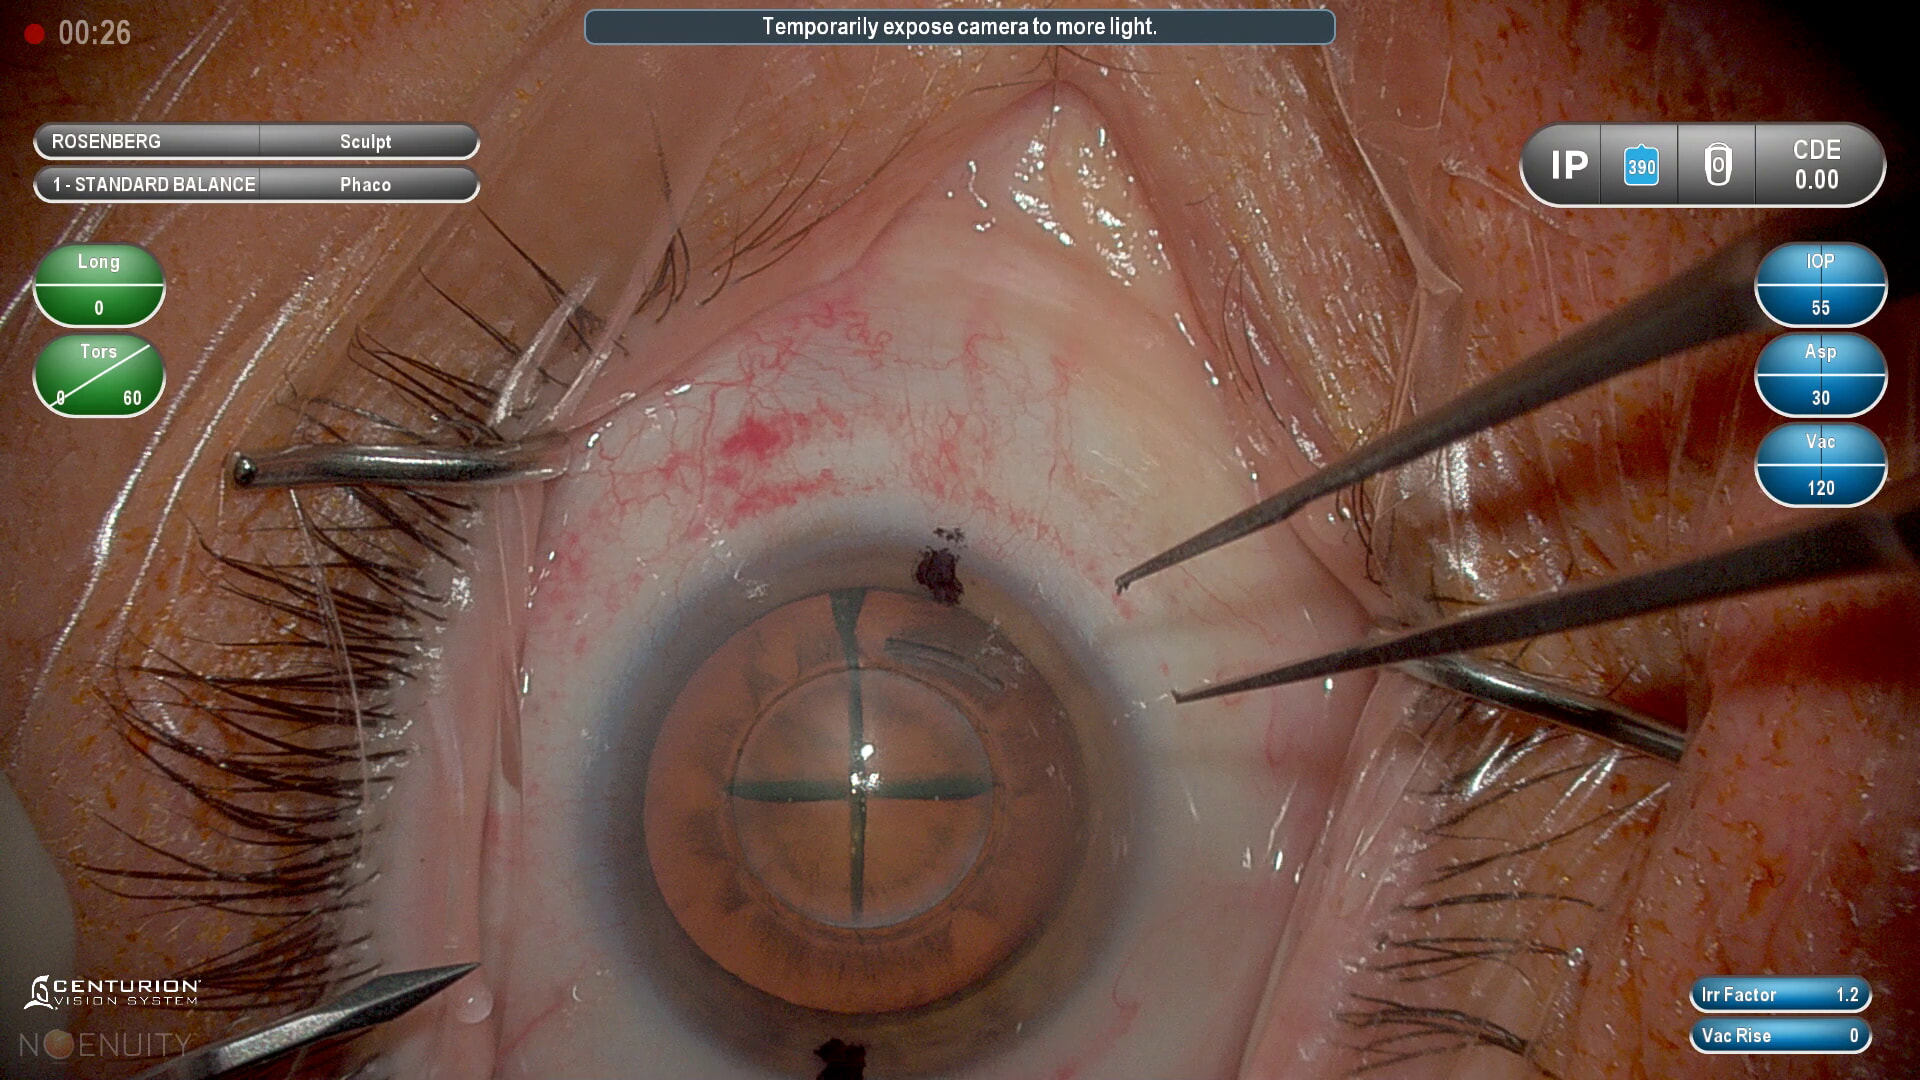 00:26
Temporarily expose camera to more light.
ROSENBERG Sculpt
1 - STANDARD BALANCE Phaco
IP 390 0 CDE
0.00
Long
0
Tors
0 60
IOP
55
Asp
30
Vac
120
CENTURION
VISION SYSTEM
NGENUITY
Irr Factor 1.2
Vac Rise 0